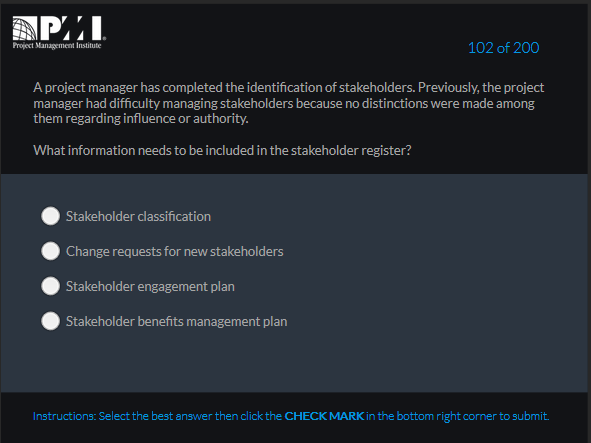 PMI.
Project Management Institute
102 of 200
A project manager has completed the identification of stakeholders. Previously, the project
manager had difficulty managing stakeholders because no distinctions were made among
them regarding influence or authority.
What information needs to be included in the stakeholder register?
Stakeholder classification
Change requests for new stakeholders
Stakeholder engagement plan
Stakeholder benefits management plan
Instructions: Select the best answer then click the CHECK MARK in the bottom right corner to submit.